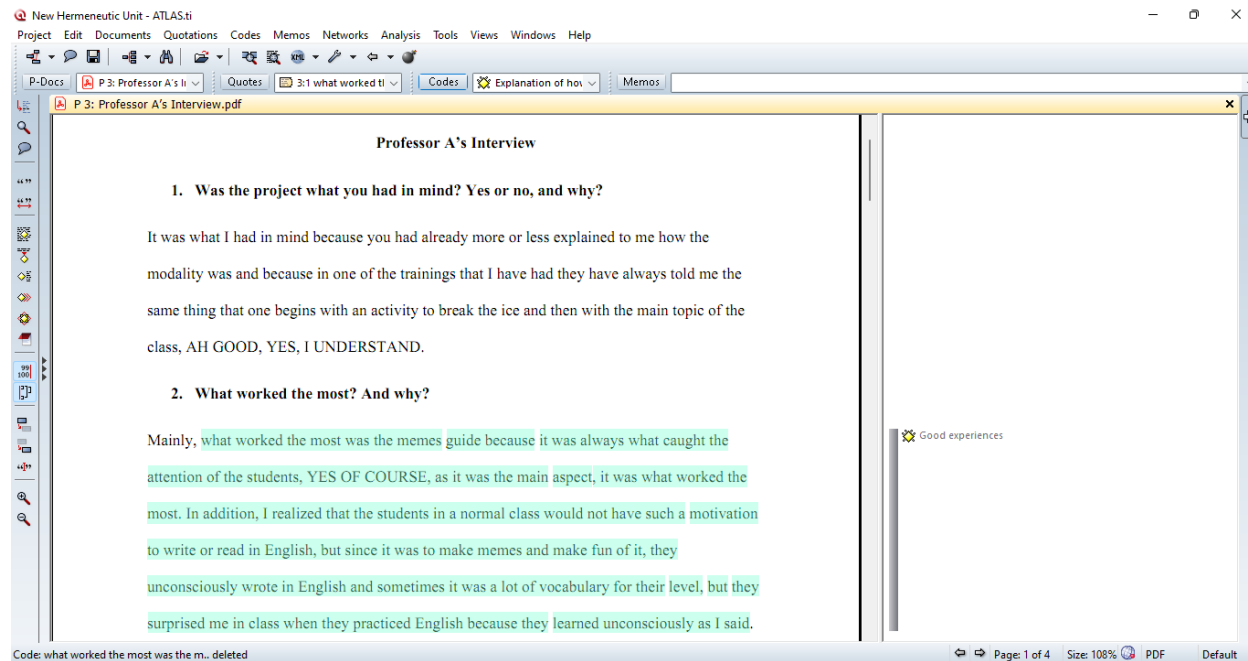 New Hermeneutic Unit - ATLAS.ti
Project Edit Documents Quotations Codes Memos Networks Analysis Tools Views Windows Help
P-Docs P 3: Professor A's I Quotes 3:1 what worked t Codes Explanation of ho Memos
P 3: Professor A's Interview.pdf
Professor A's Interview
1. Was the project what you had in mind? Yes or no, and why?
It was what I had in mind because you had already more or less explained to me how the
modality was and because in one of the trainings that I have had they have always told me the
same thing that one begins with an activity to break the ice and then with the main topic of the
class, AH GOOD, YES, I UNDERSTAND.
2. What worked the most? And why?
Mainly, what worked the most was the memes guide because it was always what caught the
attention of the students, YES OF COURSE, as it was the main aspect, it was what worked the
most. In addition, I realized that the students in a normal class would not have such a motivation
to write or read in English, but since it was to make memes and make fun of it, they
unconsciously wrote in English and sometimes it was a lot of vocabulary for their level, but they
surprised me in class when they practiced English because they learned unconsciously as I said.
Good experiences
Code: what worked the most was the m.. deleted
Page: 1 of 4 Size: 108% PDF Default